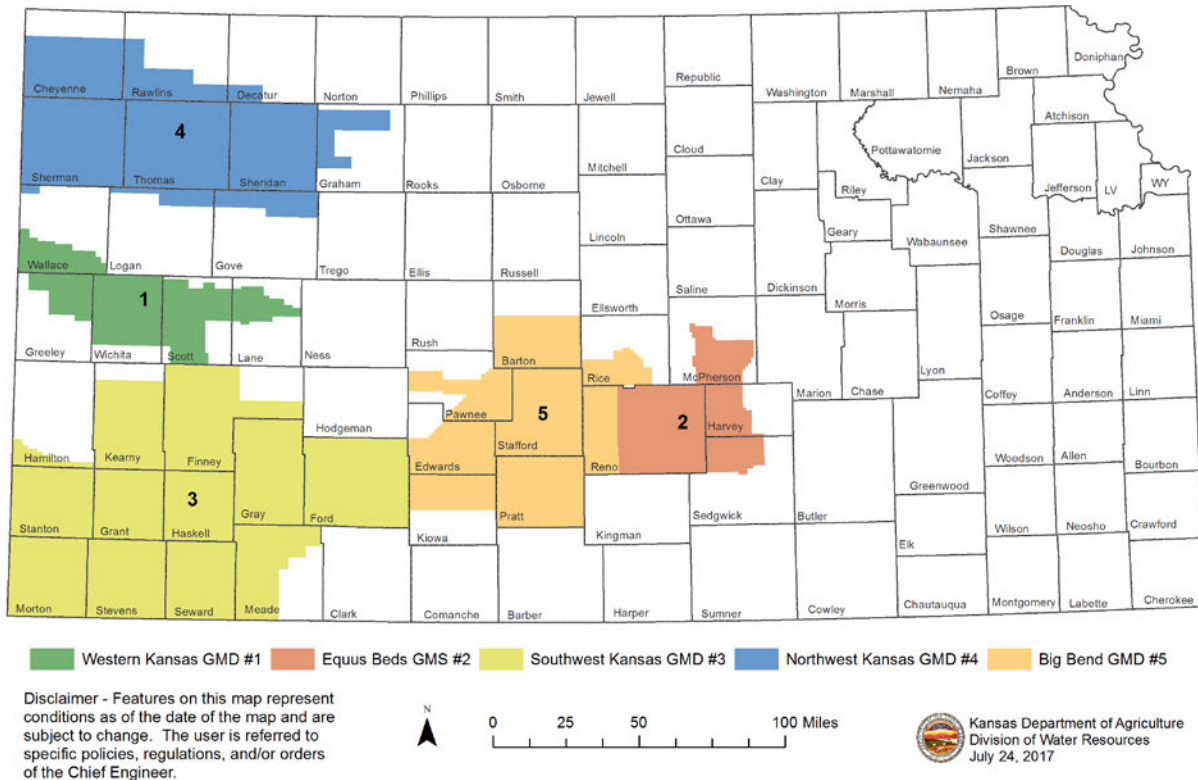 Doniphan
Brown
Republic
Cheyenne
Rawlins
Decatur
Norton
Phillips
Smith
Jewell
Washington
Marshall
Nemaha
Atchison
4
Cloud
Pottawatomie
Jackson
Mitchell
Sherman
Thomas
Sheridan
Graham
Rooks
Osborne
Clay
Riley
Jefferson
LV
WY
Ottawa
Geary
Wabaunsee
Shawnee
Lincoln
Douglas
Johnson
Wallace
Logan
Gove
Trego
Ellis
Russell
Saline
Dickinson
Morris
1
Ellsworth
Osage
Franklin
Miami
Greeley
Wichita
Scott
Lane
Ness
Rush
Barton
Rice
McPherson
Marion
Chase
Lyon
Coffey
Anderson
Linn
Pawnee
5
2
Hodgeman
Stafford
Harvey
Hamilton
Kearny
Finney
Edwards
Reno
Woodson
Allen
Bourbon
Greenwood
3
Stanton
Grant
Haskell
Gray
Ford
Pratt
Sedgwick
Butler
Kiowa
Kingman
Wilson
Neosho
Crawford
Elk
Morton
Stevens
Seward
Meade
Clark
Comanche
Barber
Harper
Sumner
Cowley
Chautauqua
Montgomery
Labette
Cherokee
Western Kansas GMD #1
Equus Beds GMS #2
Southwest Kansas GMD #3
Northwest Kansas GMD #4
Big Bend GMD #5
Disclaimer - Features on this map represent
conditions as of the date of the map and are
subject to change. The user is referred to
specific policies, regulations, and/or orders
of the Chief Engineer.
N
0 25 50 100 Miles
Kansas Department of Agriculture
Division of Water Resources
July 24, 2017